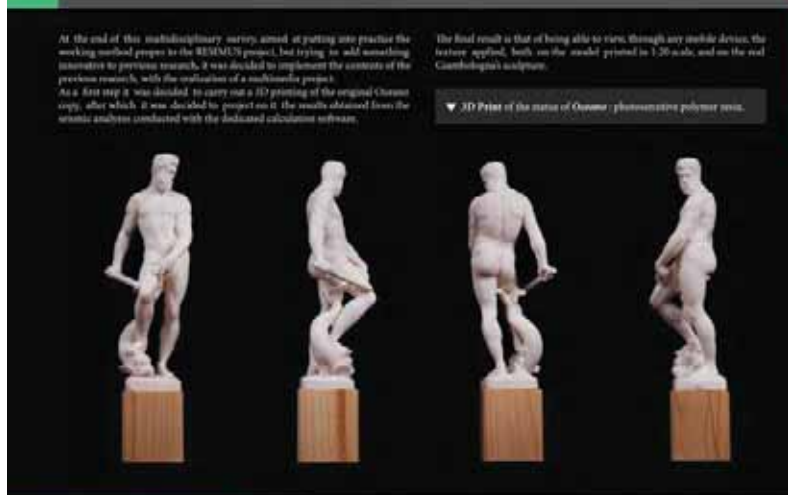 At the end of this multidisciplinary survey, aimed at putting into practice the
working method proper to the RESIMUS project, but trying to add something
innovative to previous research, it was decided to implement the contents of the
previous research, with the realization of a multimedia project.
As a first step it was decided to carry out a 3D printing of the original Oceano
copy, after which it was decided to project on it the results obtained from the
seismic analyses conducted with the dedicated calculation software.
The final result is that of being able to view, through any mobile device, the
texture applied, both on the model printed in 1:20 scale, and on the real
Giambologna's sculpture.
▼ 3D Print of the statue of Oceano : photosensitive polymer resin.